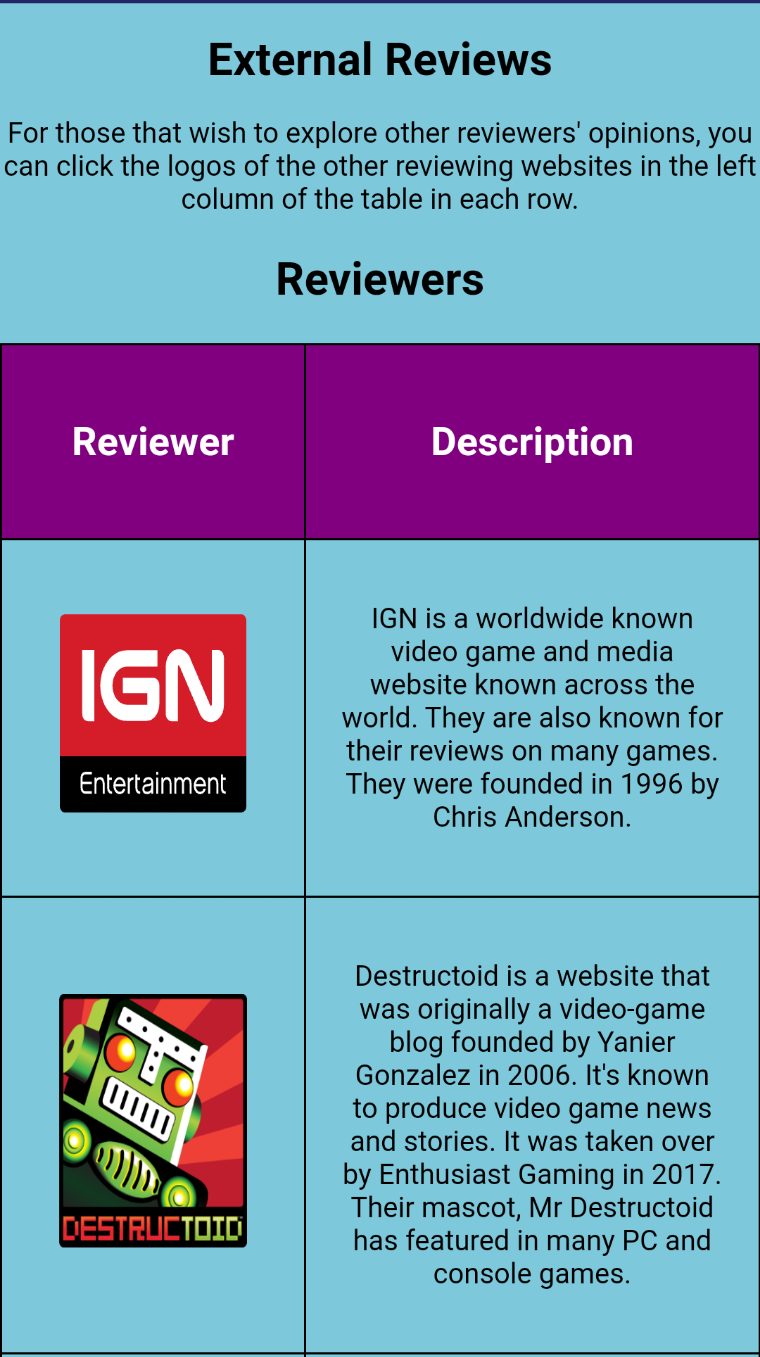 External Reviews
For those that wish to explore other reviewers' opinions, you
can click the logos of the other reviewing websites in the left
column of the table in each row.
Reviewers
Reviewer
Description
IGN
Entertainment
IGN is a worldwide known
video game and media
website known across the
world. They are also known for
their reviews on many games.
They were founded in 1996 by
Chris Anderson.
DESTRUCTOID
Destructoid is a website that
was originally a video-game
blog founded by Yanier
Gonzalez in 2006. It's known
to produce video game news
and stories. It was taken over
by Enthusiast Gaming in 2017.
Their mascot, Mr Destructoid
has featured in many PC and
console games.